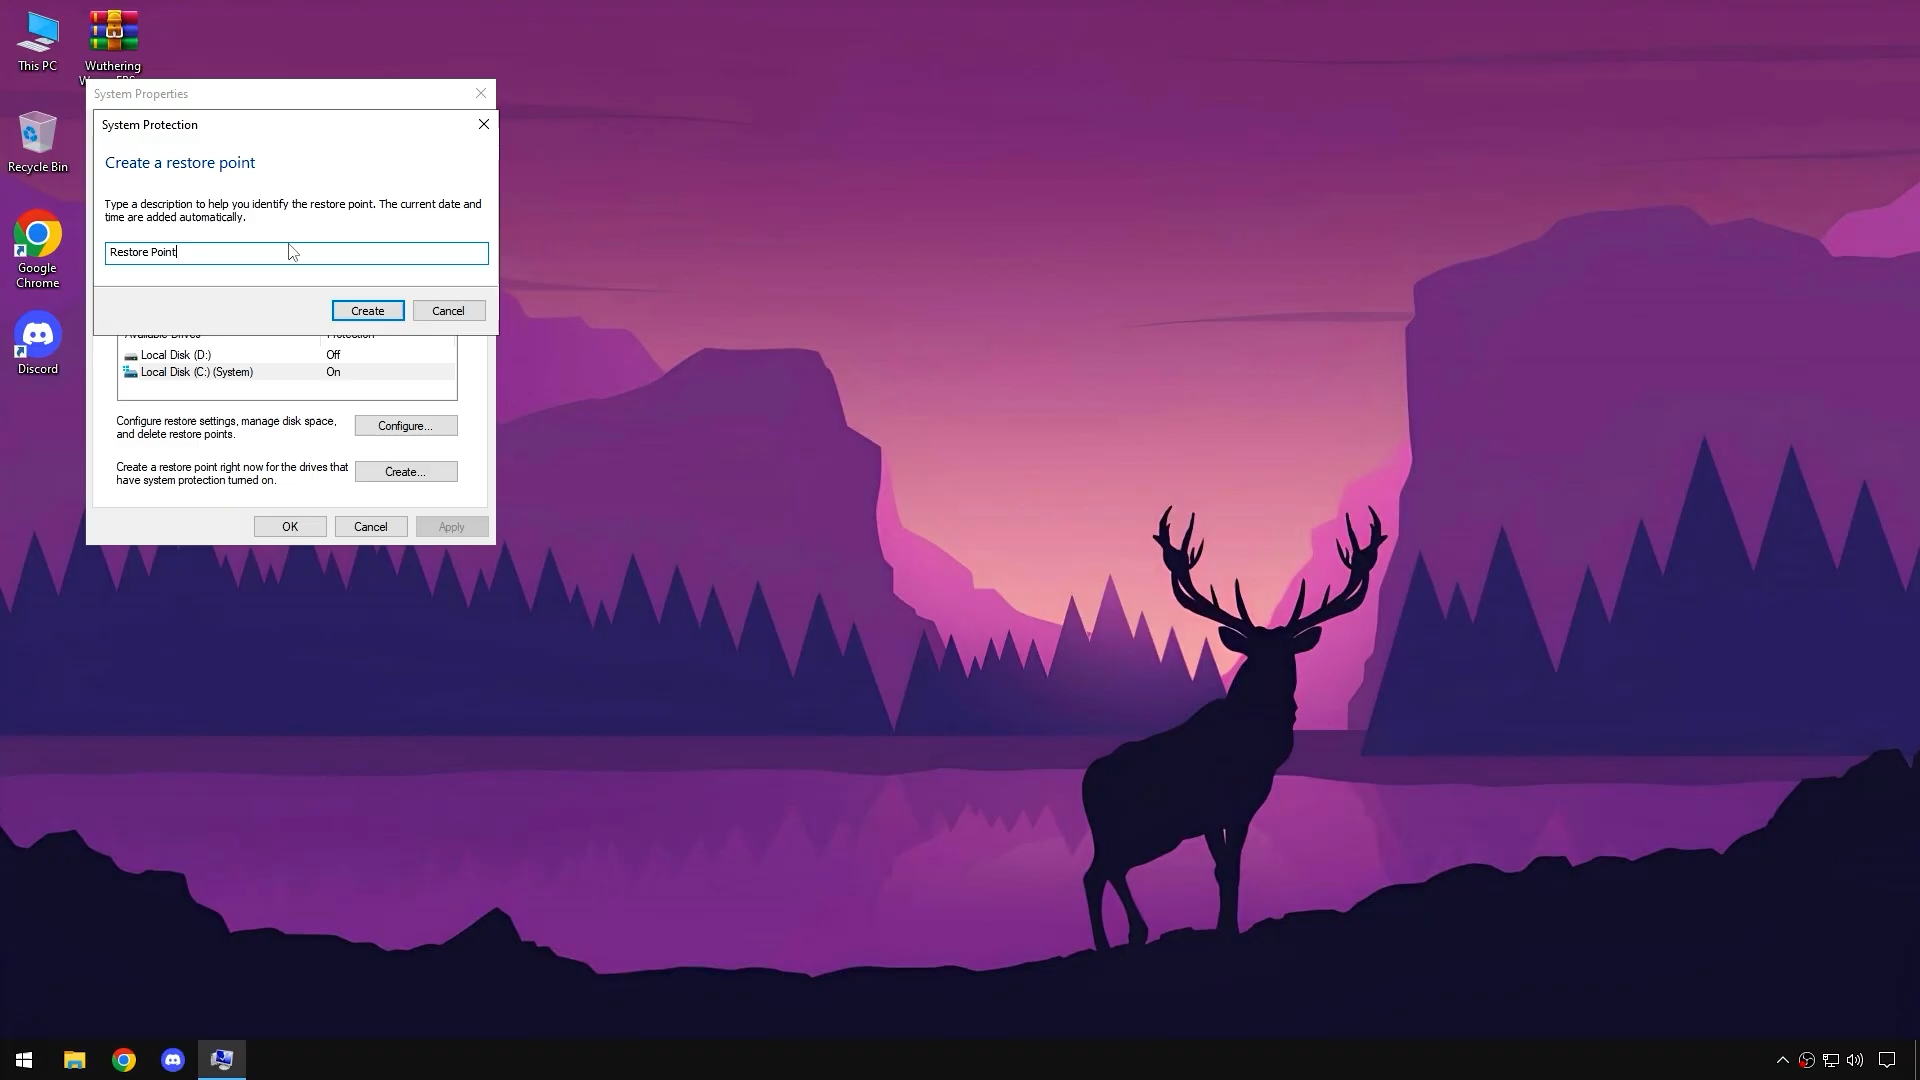 This PC
Wuthering
Recycle Bin
Google
Chrome
Discord
System Properties
System Protection
Create a restore point
Type a description to help you identify the restore point. The current date and
time are added automatically.
Restore Point
Create
Cancel
Available Drives
Protection
Local Disk (D:)
Off
Local Disk (C:) (System)
On
Configure restore settings, manage disk space,
and delete restore points.
Configure...
Create a restore point right now for the drives that
have system protection turned on.
Create...
OK
Cancel
Apply